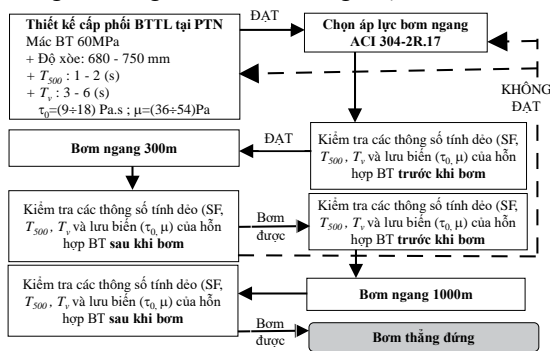 Thiết kế cấp phối BTTL tại PTN
Mác BT 60MPa
+ Độ xòe: 680 - 750 mm
+ T500 : 1 - 2 (s)
+ Tv : 3 - 6 (s)
τ0=(9÷18) Pa.s ; μ=(36÷54)Pa
ĐẠT
Chọn áp lực bơm ngang
ACI 304-2R.17
KHÔNG
ĐẠT
Bơm ngang 300m
ĐẠT
Kiểm tra các thông số tính dẻo (SF,
T500, Tv và lưu biến (τ0, μ) của hỗn
hợp BT trước khi bơm
Kiểm tra các thông số tính dẻo (SF,
T500, Tv và lưu biến (τ0, μ) của hỗn
hợp BT sau khi bơm
Bơm
được
Kiểm tra các thông số tính dẻo (SF,
T500, Tv và lưu biến (τ0, μ) của hỗn
hợp BT trước khi bơm
Kiểm tra các thông số tính dẻo (SF,
T500, Tv và lưu biến (τ0, μ) của hỗn
hợp BT sau khi bơm
Bơm ngang 1000m
Bơm
được
Bơm thẳng đứng